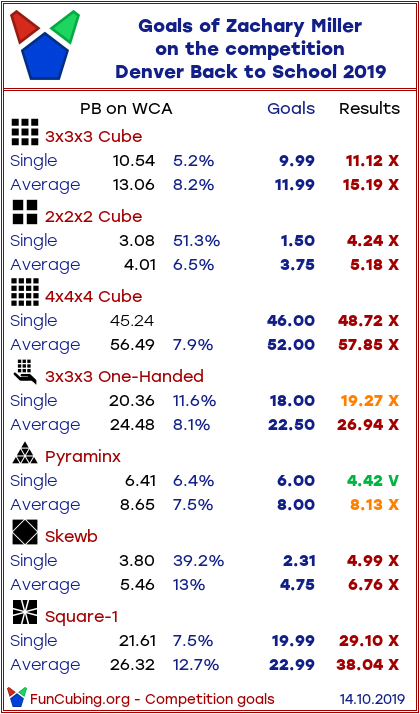 Goals of Zachary Miller
on the competition
Denver Back to School 2019
PB on WCA Goals Results
3x3x3 Cube
Single 10.54 5.2% 9.99 11.12 X
Average 13.06 8.2% 11.99 15.19 X
2x2x2 Cube
Single 3.08 51.3% 1.50 4.24 X
Average 4.01 6.5% 3.75 5.18 X
4x4x4 Cube
Single 45.24 46.00 48.72 X
Average 56.49 7.9% 52.00 57.85 X
3x3x3 One-Handed
Single 20.36 11.6% 18.00 19.27 X
Average 24.48 8.1% 22.50 26.94 X
Pyraminx
Single 6.41 6.4% 6.00 4.42 V
Average 8.65 7.5% 8.00 8.13 X
Skewb
Single 3.80 39.2% 2.31 4.99 X
Average 5.46 13% 4.75 6.76 X
Square-1
Single 21.61 7.5% 19.99 29.10 X
Average 26.32 12.7% 22.99 38.04 X
FunCubing.org - Competition goals 14.10.2019